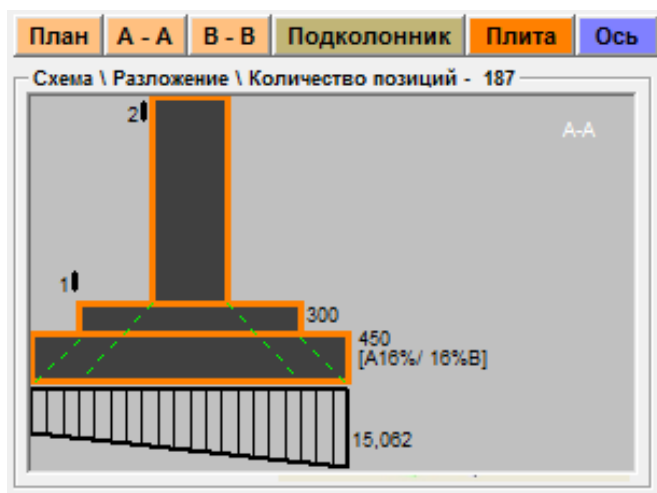 План A - A B - B Подколонник Плита Ось
Схема \ Разложение \ Количество позиций - 187
2
A-A
1
300
450
[A16%/ 16%B]
15,062